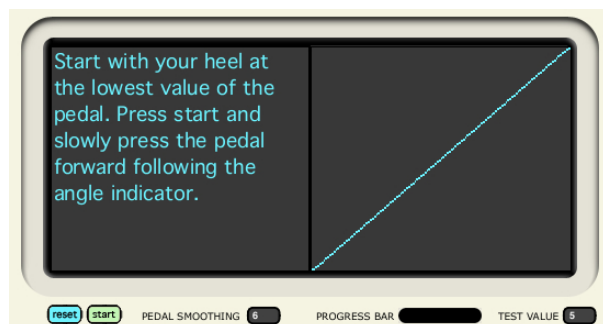 Start with your heel at
the lowest value of the
pedal. Press start and
slowly press the pedal
forward following the
angle indicator.
reset start PEDAL SMOOTHING 6 PROGRESS BAR TEST VALUE 5